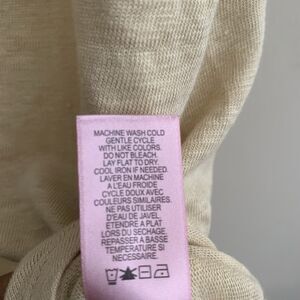 MACHINE WASH COLD
GENTLE CYCLE
WITH LIKE COLORS.
DO NOT BLEACH.
LAY FLAT TO DRY.
COOL IRON IF NEEDED.
LAVER EN MACHINE
A L'EAU FROIDE
CYCLE DOUX AVEC
COULEURS SIMILAIRES.
NE PAS UTILISER
D'EAU DE JAVEL.
ETENDRE A PLAT
LORS DU SECHAGE.
REPASSER A BASSE
TEMPERATURE SI
NECESSAIRE.